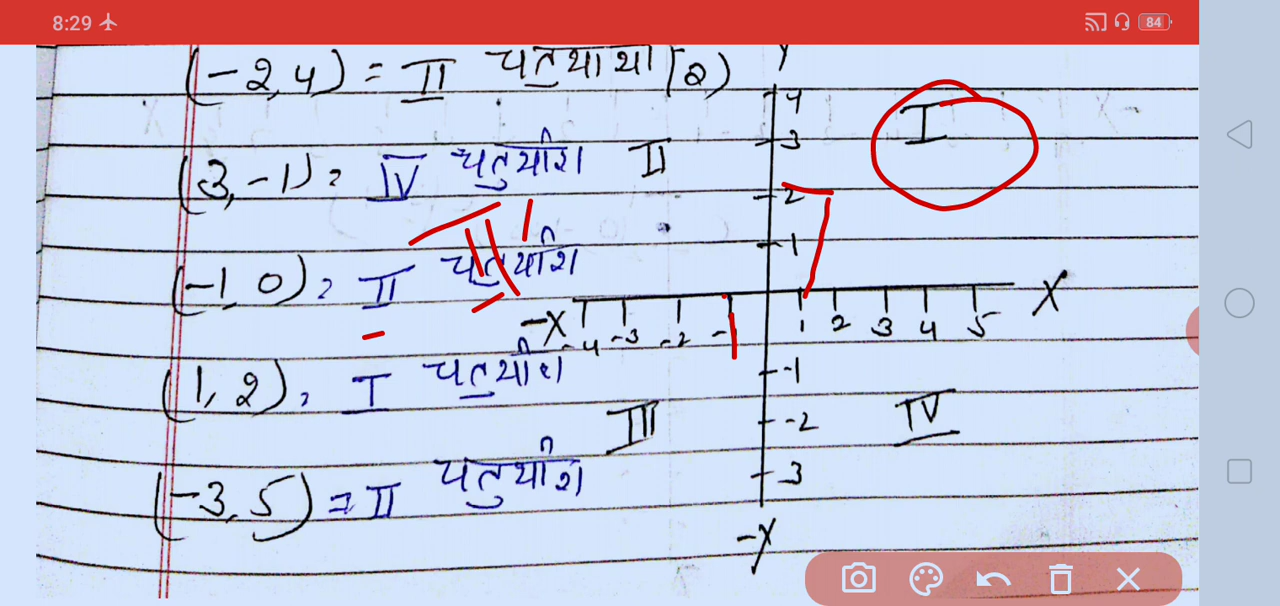 8:29
84
(-2,4) = II चतुर्याथा (2)
(3,-1) = IV चतुर्यांश
(-1,0) = II चतुर्यांश
(1,2) = I चतुर्यांश
(-3,5) = II चतुर्यांश
Y
4
3
2
1
-X -4 -3 -2 -1 1 2 3 4 5 X
-1
-2
-3
-Y
I
II
III
IV